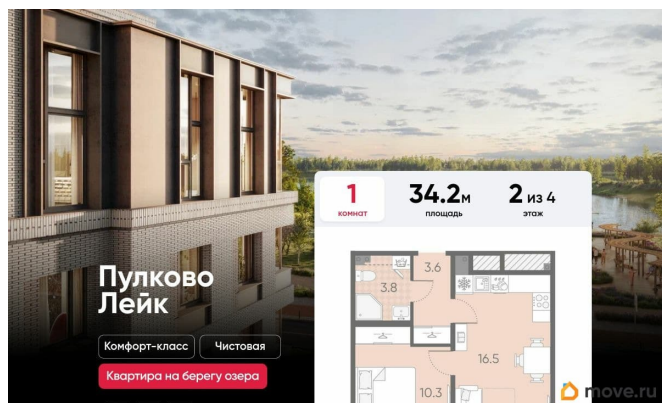 1
комнат
34.2м
площадь
2 из 4
этаж
Пулково
Лейк
Комфорт-класс
Чистовая
Квартира на берегу озера
3.8
3.6
16.5
10.3
move.ru